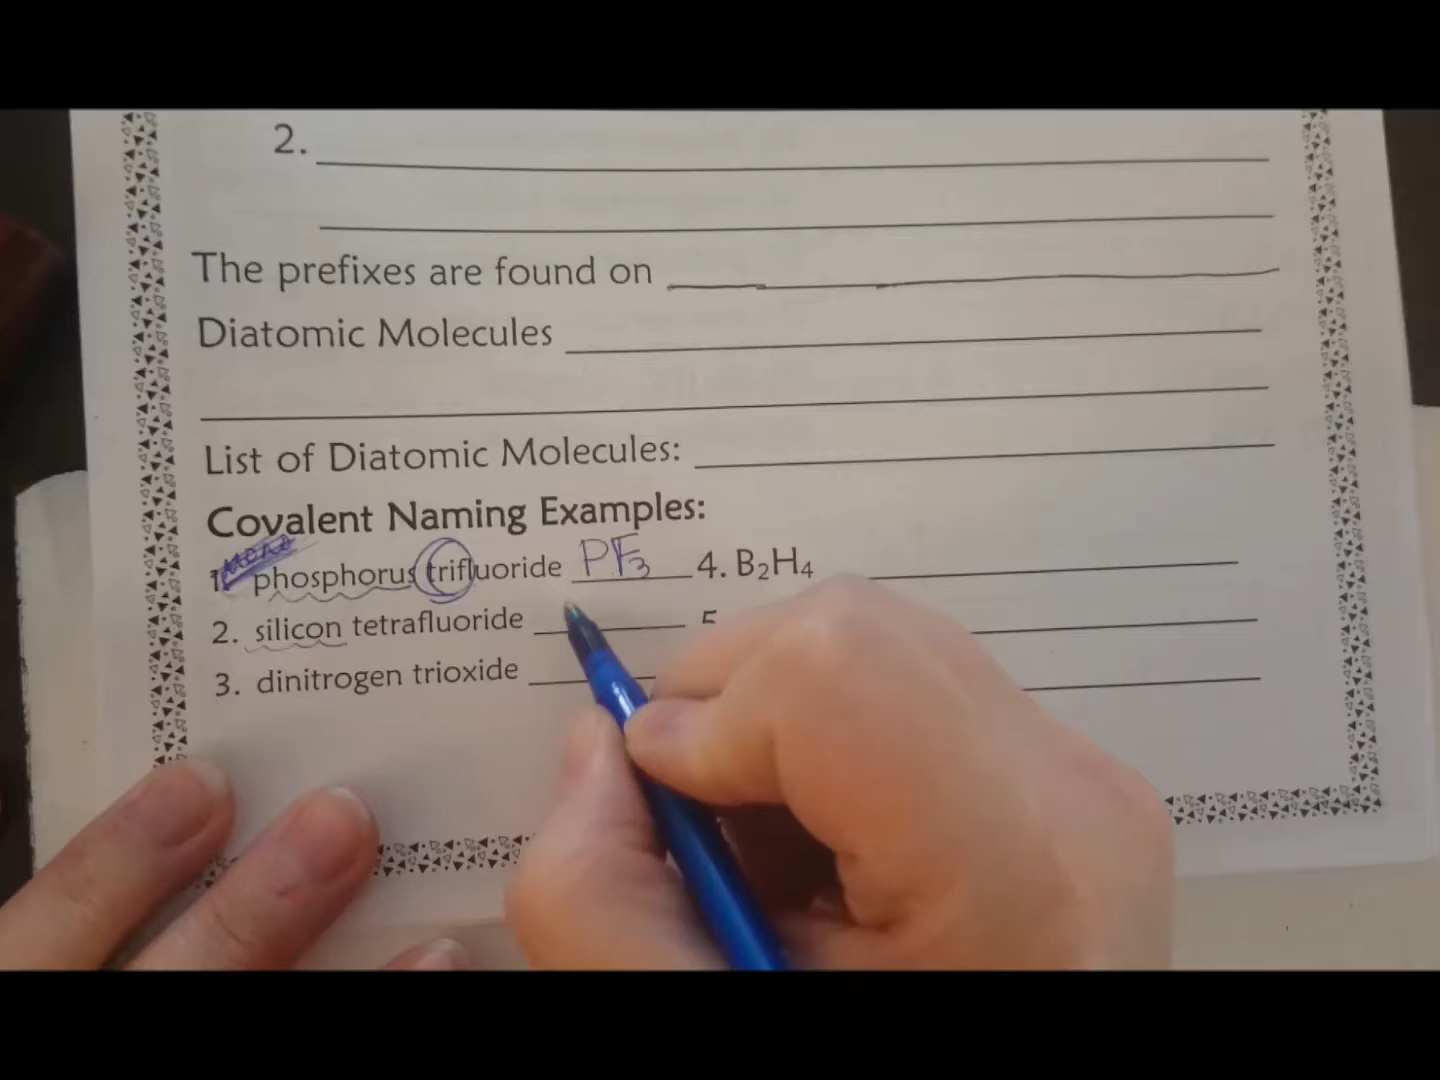 2.
The prefixes are found on
Diatomic Molecules
List of Diatomic Molecules:
Covalent Naming Examples:
mono
1. phosphorus trifluoride PF₃ 4. B₂H₄
2. silicon tetrafluoride 5
3. dinitrogen trioxide